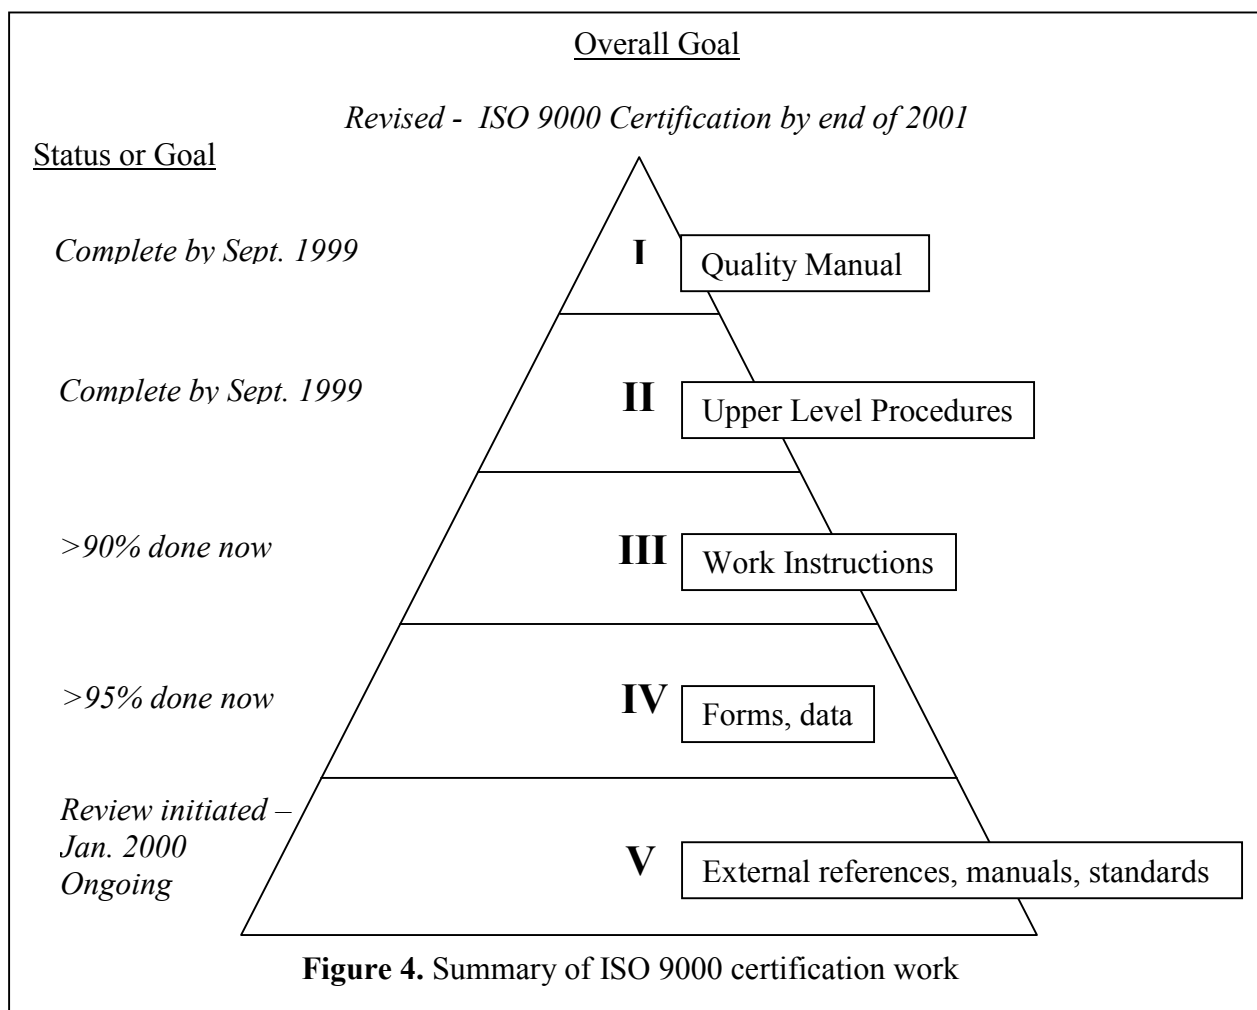 Overall Goal
Revised - ISO 9000 Certification by end of 2001
Status or Goal
Complete by Sept. 1999
I
Quality Manual
Complete by Sept. 1999
II
Upper Level Procedures
>90% done now
III
Work Instructions
>95% done now
IV
Forms, data
Review initiated –
Jan. 2000
Ongoing
V
External references, manuals, standards
Figure 4. Summary of ISO 9000 certification work